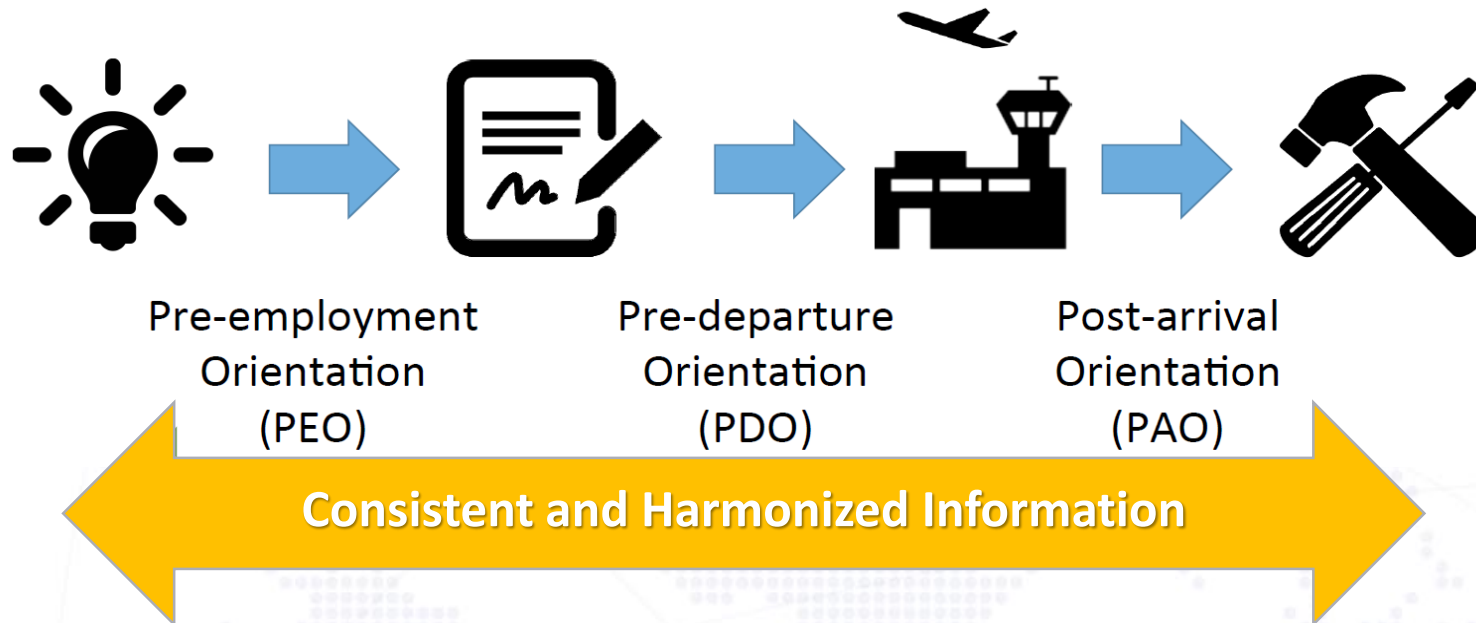 Pre-employment
Orientation
(PEO)
Pre-departure
Orientation
(PDO)
Post-arrival
Orientation
(PAO)
Consistent and Harmonized Information